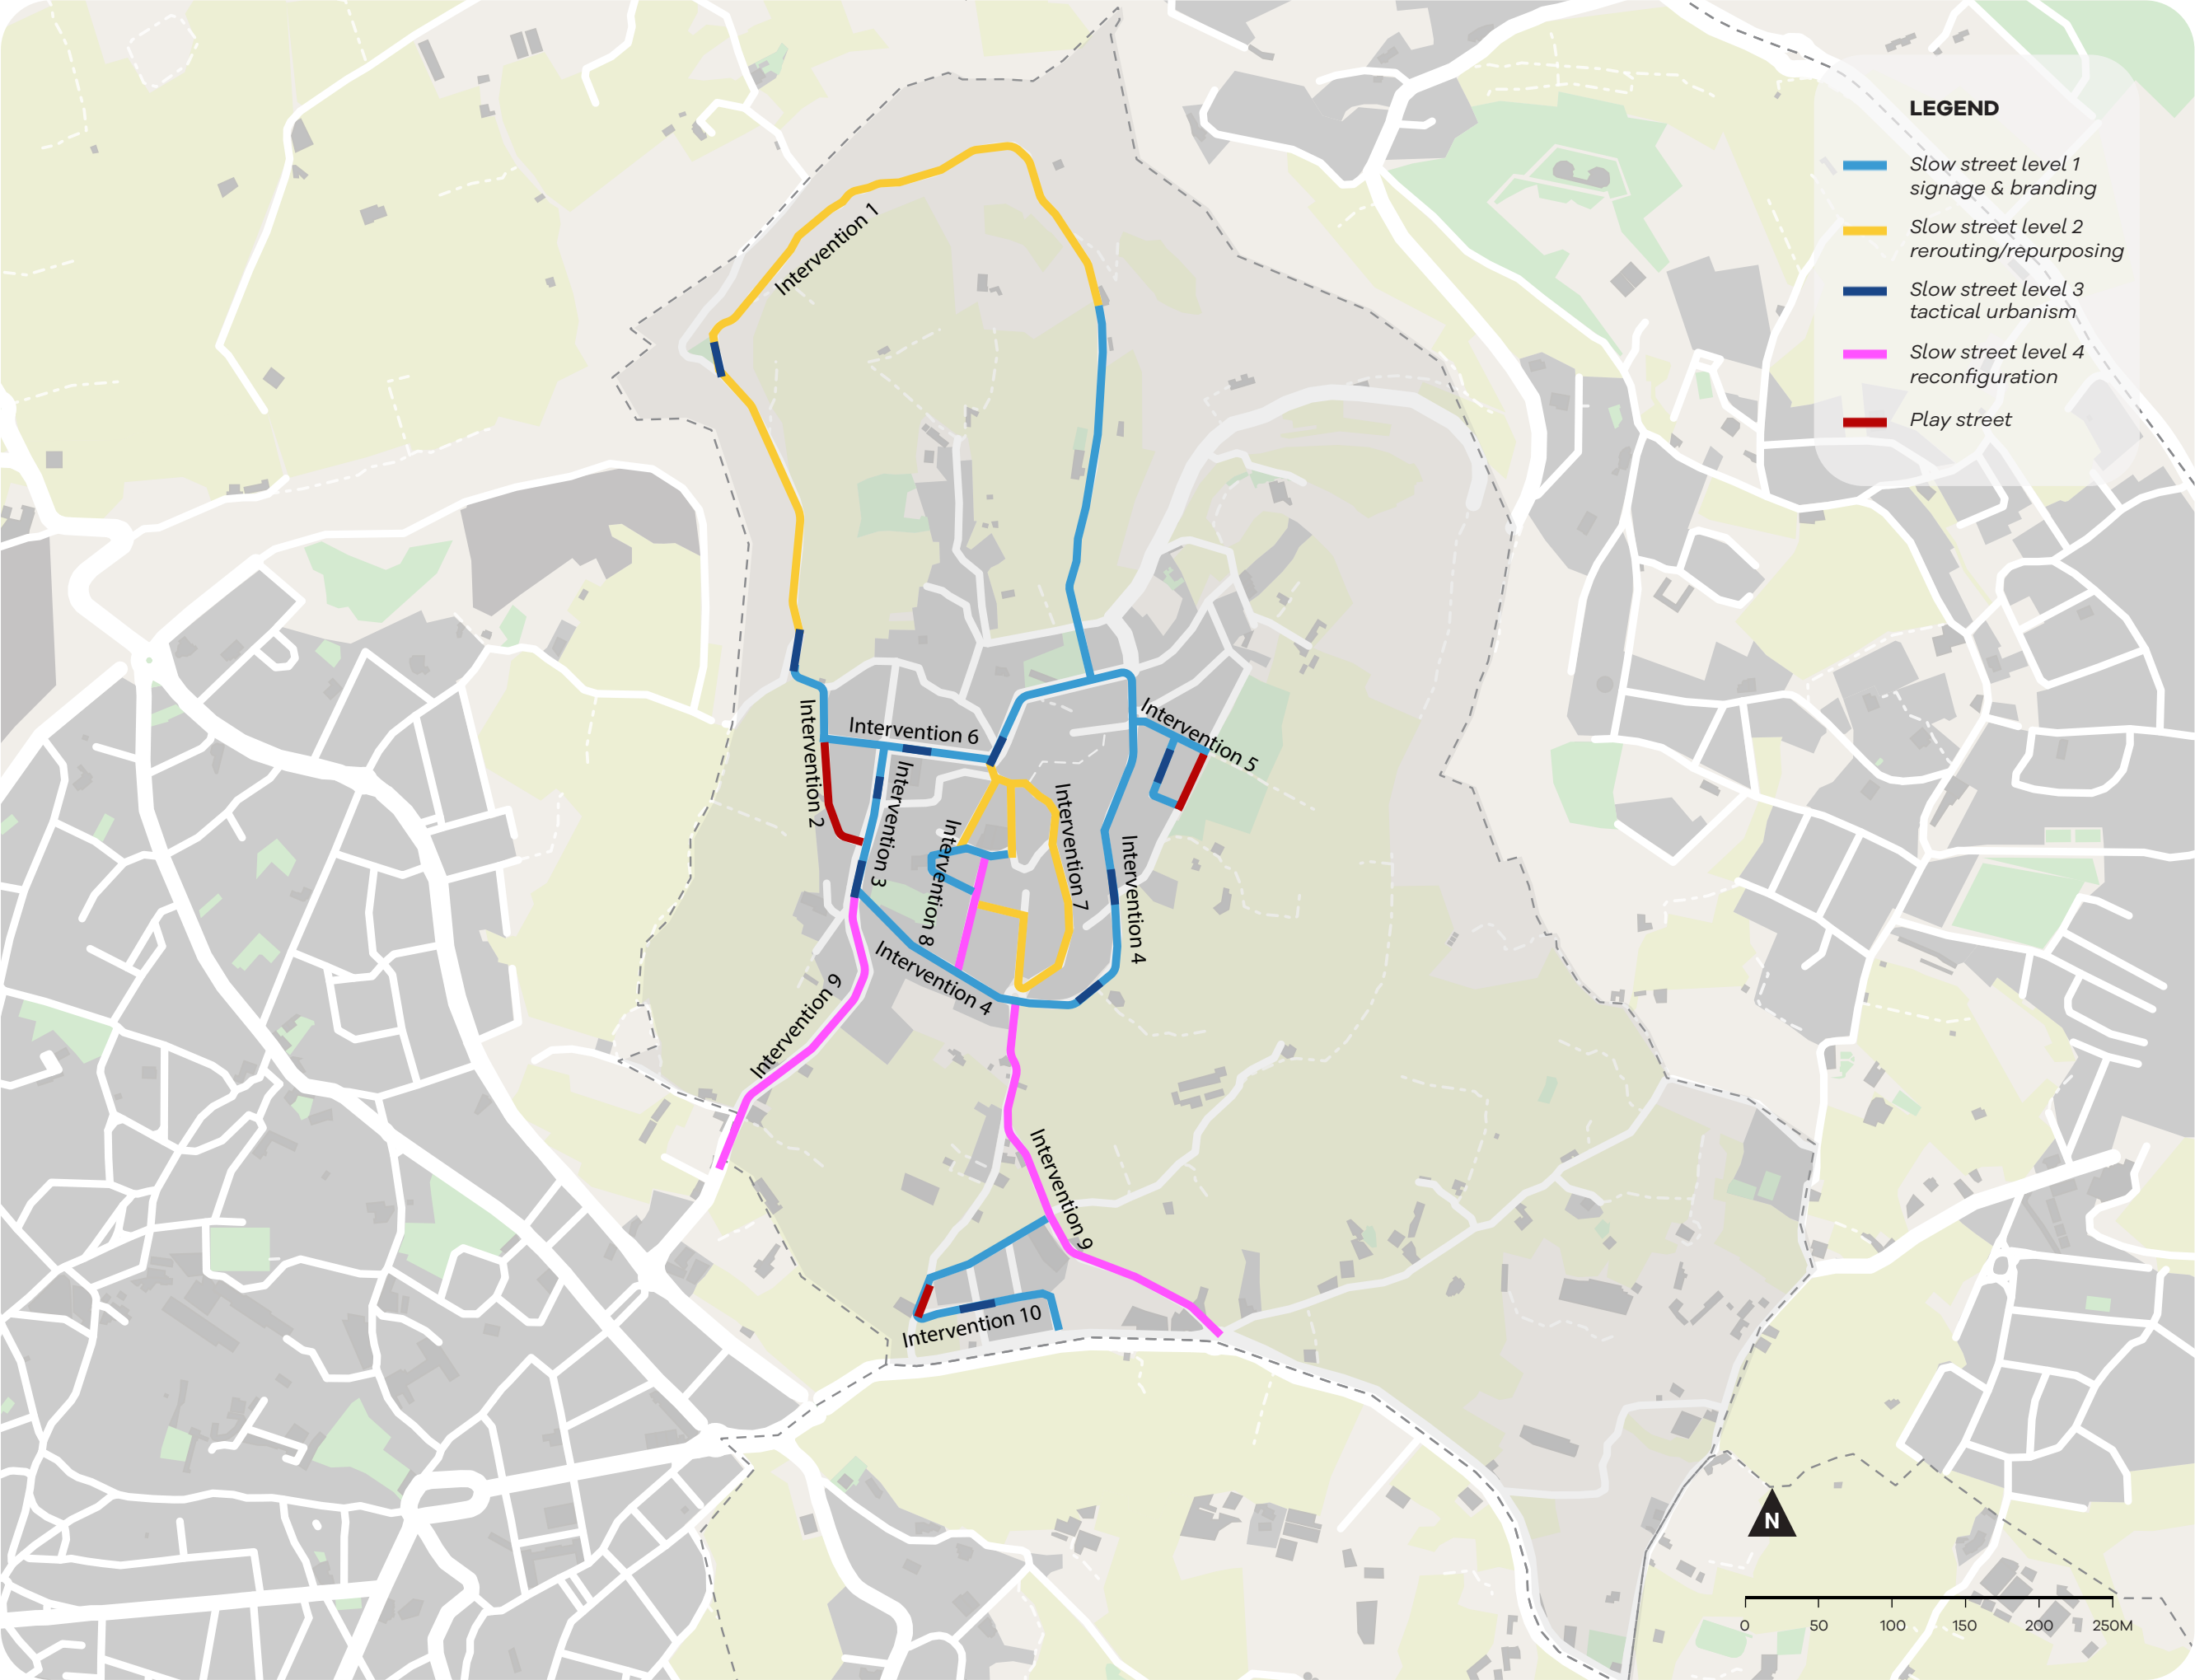 LEGEND
Slow street level 1
signage & branding
Slow street level 2
rerouting/repurposing
Slow street level 3
tactical urbanism
Slow street level 4
reconfiguration
Play street
Intervention 1
Intervention 2
Intervention 6
Intervention 5
Intervention 3
Intervention 7
Intervention 8
Intervention 4
Intervention 4
Intervention 9
Intervention 9
Intervention 10
N
0 50 100 150 200 250M